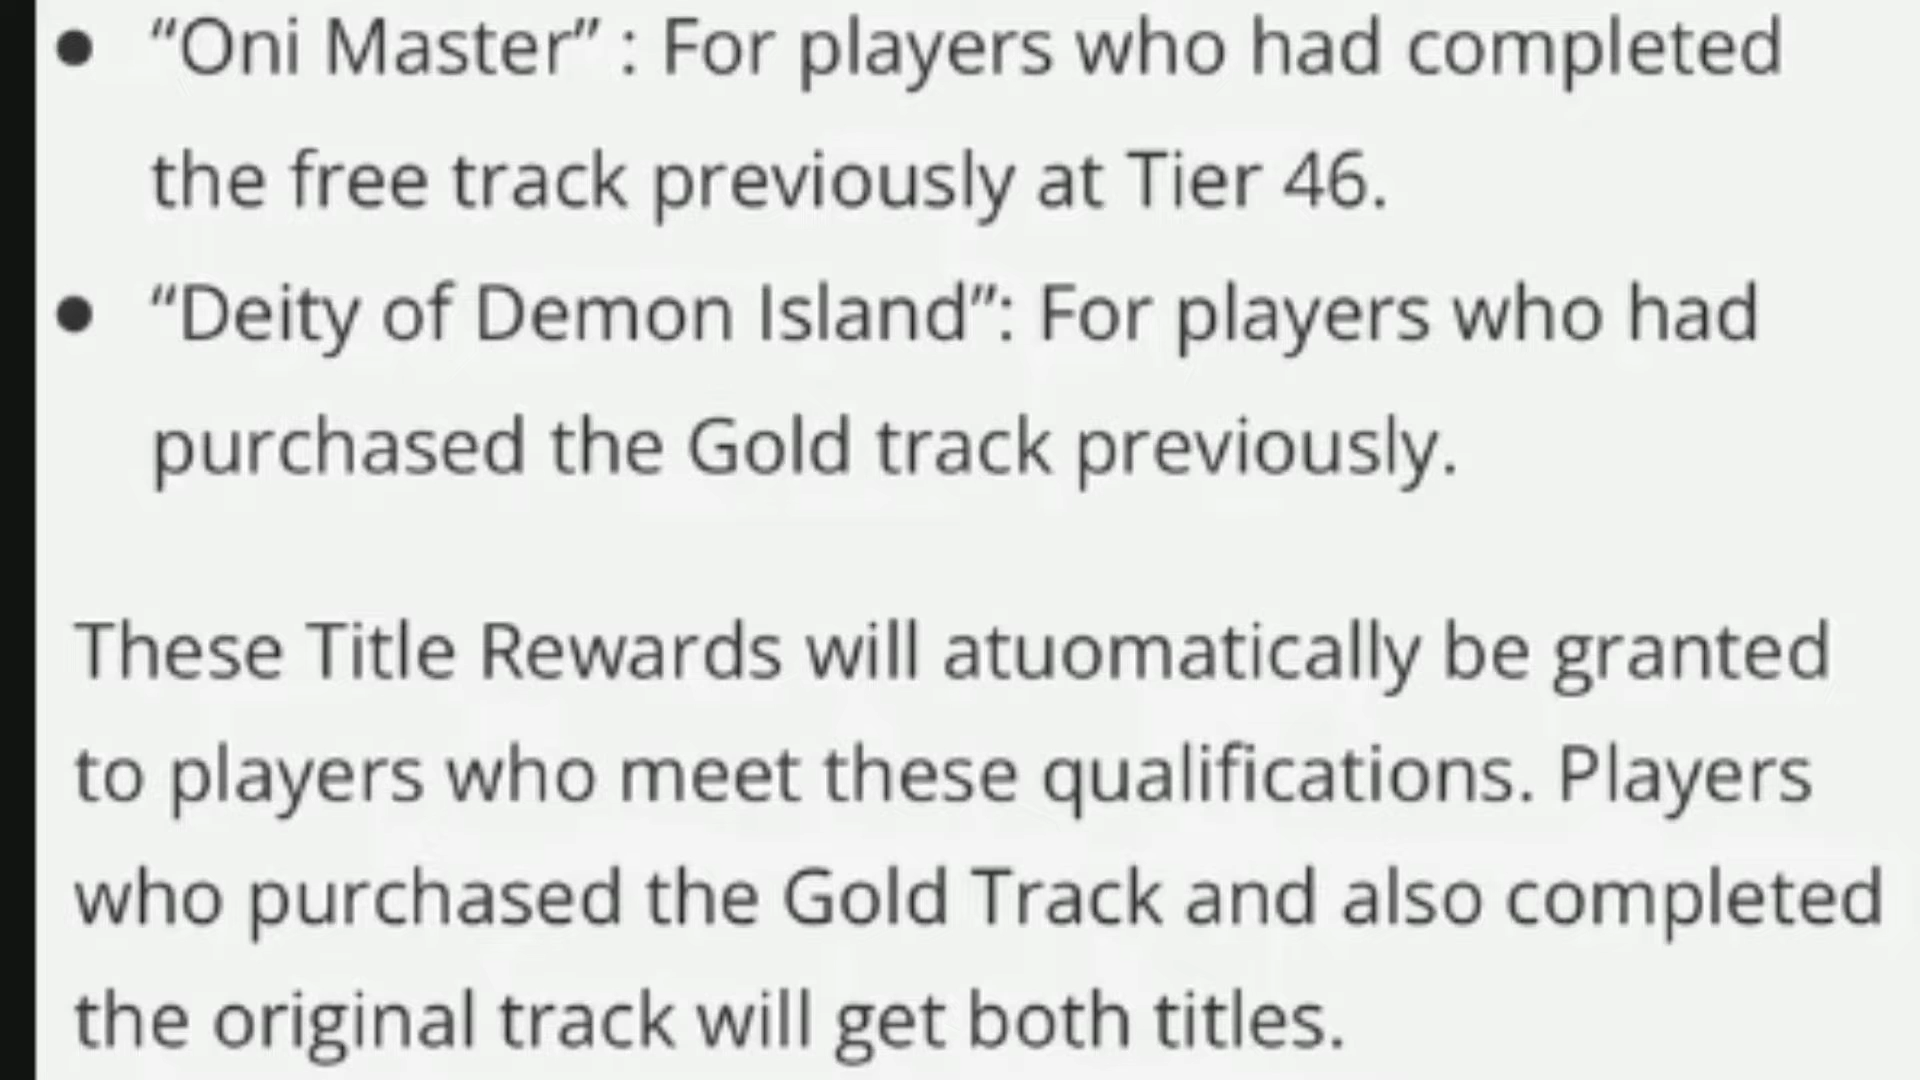 ● “Oni Master” : For players who had completed
the free track previously at Tier 46.
● “Deity of Demon Island”: For players who had
purchased the Gold track previously.
These Title Rewards will atuomatically be granted
to players who meet these qualifications. Players
who purchased the Gold Track and also completed
the original track will get both titles.